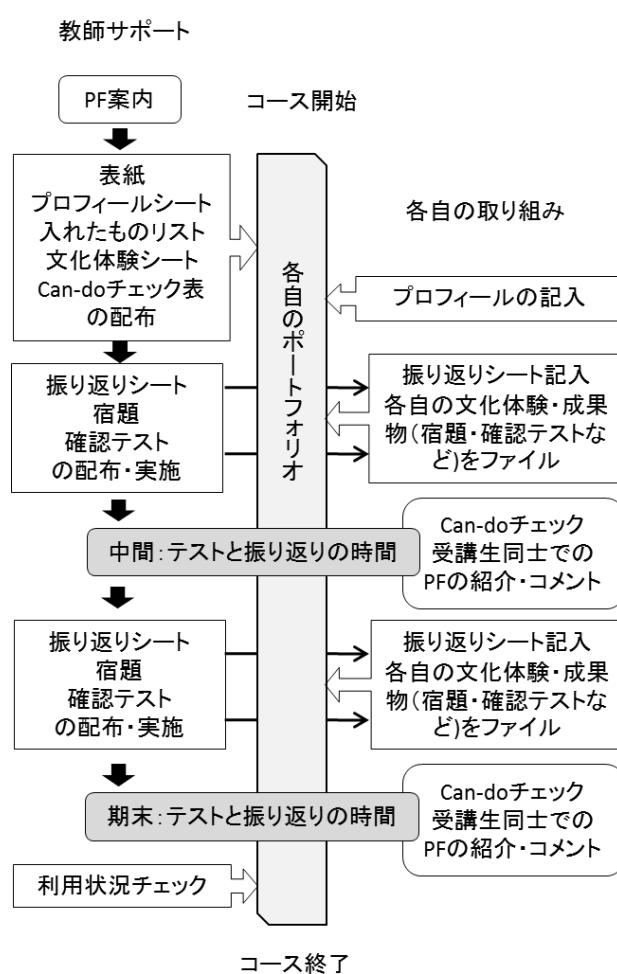 教師サポート
PF案内
コース開始
表紙
プロフィールシート
入れたものリスト
文化体験シート
Can-doチェック表
の配布
各自の取り組み
各自のポートフォリオ
プロフィールの記入
振り返りシート
宿題
確認テスト
の配布・実施
振り返りシート記入
各自の文化体験・成果
物(宿題・確認テストな
ど)をファイル
中間:テストと振り返りの時間
Can-doチェック
受講生同士での
PFの紹介・コメント
振り返りシート
宿題
確認テスト
の配布・実施
振り返りシート記入
各自の文化体験・成果
物(宿題・確認テストな
ど)をファイル
期末:テストと振り返りの時間
Can-doチェック
受講生同士での
PFの紹介・コメント
利用状況チェック
コース終了